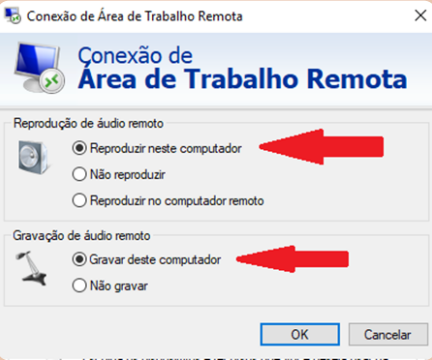 Conexão de Área de Trabalho Remota
Conexão de
Área de Trabalho Remota
Reprodução de áudio remoto
Reproduzir neste computador
Não reproduzir
Reproduzir no computador remoto
Gravação de áudio remoto
Gravar deste computador
Não gravar
OK Cancelar